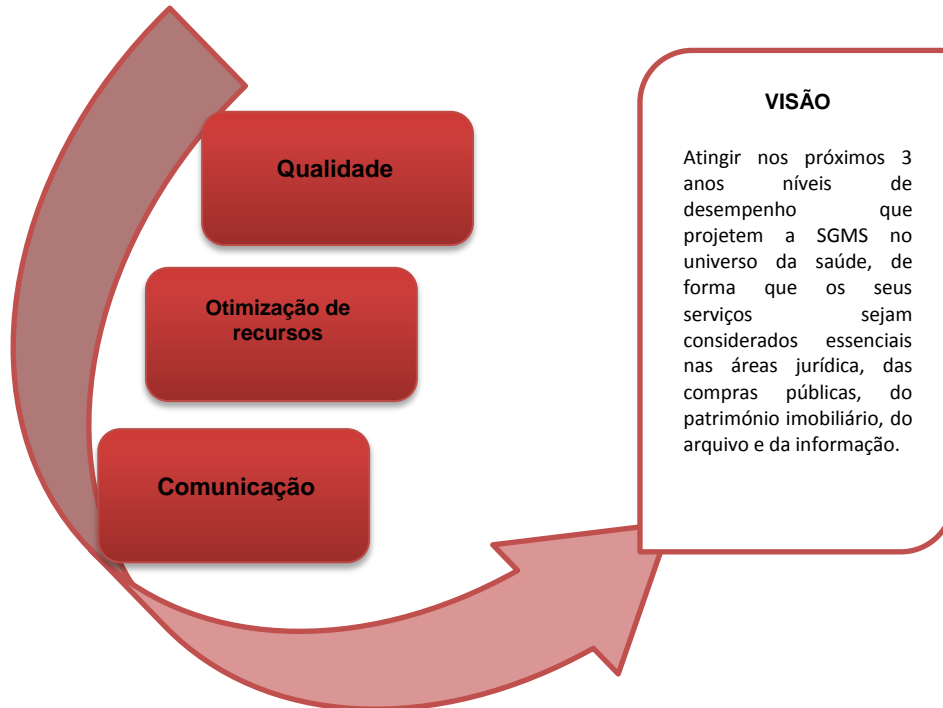 Qualidade
Otimização de
recursos
Comunicação
VISÃO
Atingir nos próximos 3
anos níveis de
desempenho que
projetem a SGMS no
universo da saúde, de
forma que os seus
serviços sejam
considerados essenciais
nas áreas jurídica, das
compras públicas, do
património imobiliário, do
arquivo e da informação.